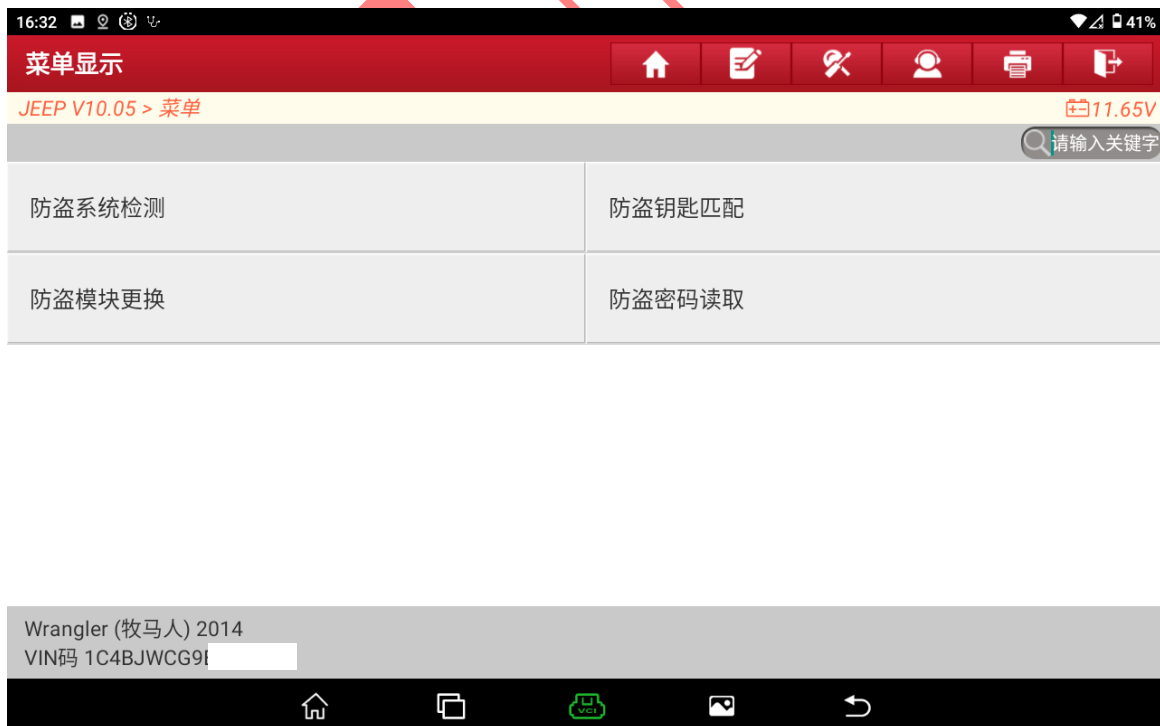 16:32 41%
菜单显示
JEEP V10.05 > 菜单 11.65V
请输入关键字
防盗系统检测 防盗钥匙匹配
防盗模块更换 防盗密码读取
Wrangler (牧马人) 2014
VIN码 1C4BJWCG9
VCI